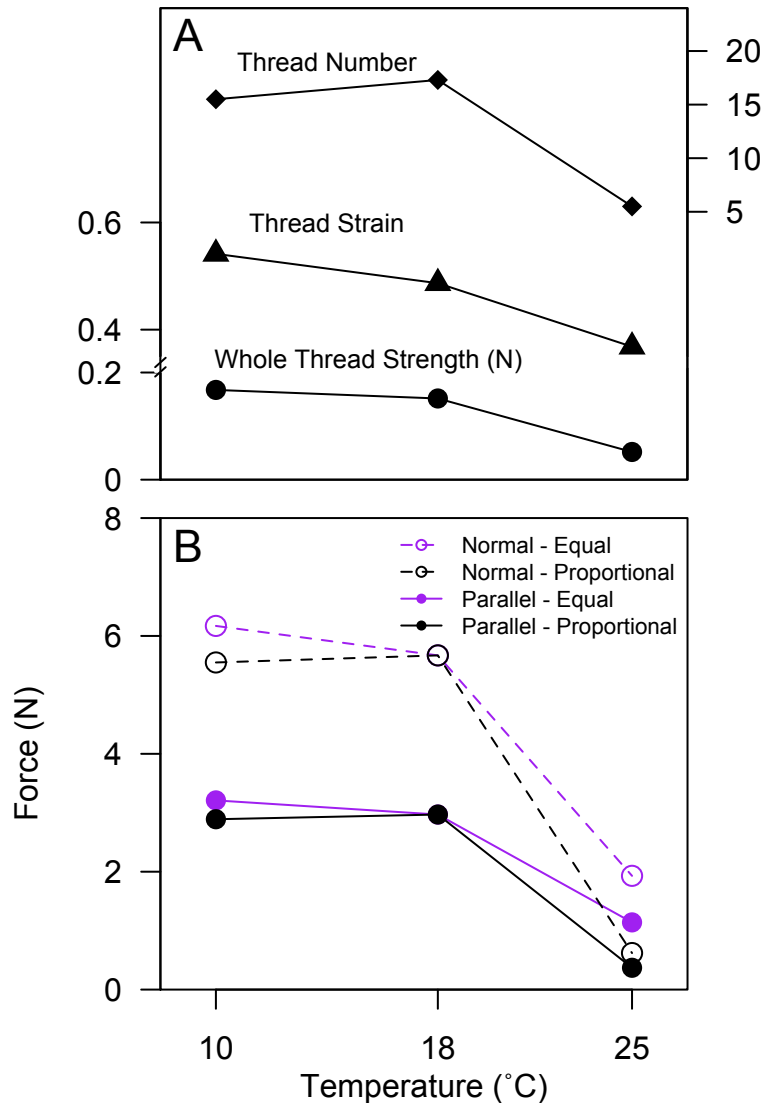 A
Thread Number
20
15
10
5
0.6
Thread Strain
0.4
Whole Thread Strength (N)
0.2
0
B
8
Normal - Equal
Normal - Proportional
Parallel - Equal
Parallel - Proportional
6
4
2
0
Force (N)
10 18 25
Temperature (˚C)